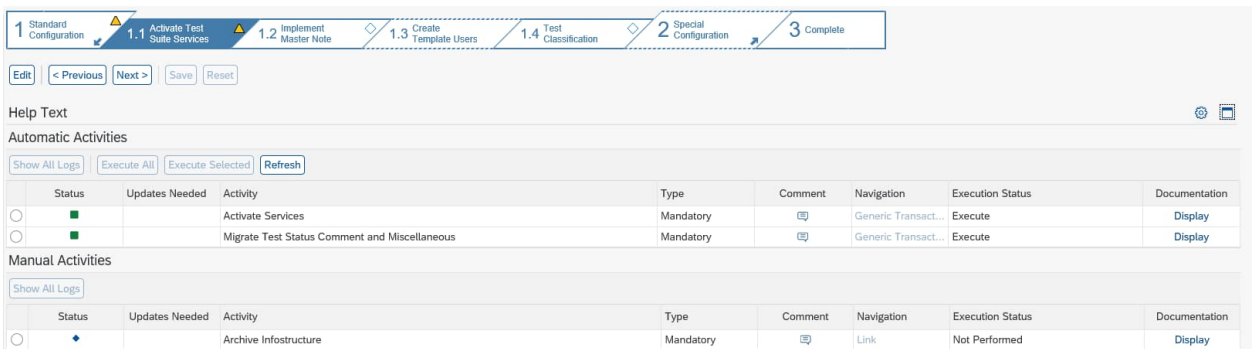 1 Standard Configuration
1.1 Activate Test Suite Services
1.2 Implement Master Note
1.3 Create Template Users
1.4 Test Classification
2 Special Configuration
3 Complete
Edit < Previous Next > Save Reset
Help Text
Automatic Activities
Show All Logs Execute All Execute Selected Refresh
Status Updates Needed Activity Type Comment Navigation Execution Status Documentation
Activate Services Mandatory Generic Transact... Execute Display
Migrate Test Status Comment and Miscellaneous Mandatory Generic Transact... Execute Display
Manual Activities
Show All Logs
Status Updates Needed Activity Type Comment Navigation Execution Status Documentation
Archive Infostructure Mandatory Link Not Performed Display